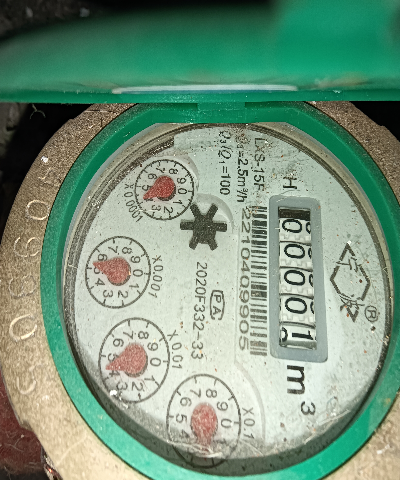 LXS-15F
Q₃=2.5m³/h
Q₃/Q₁=100
H
2210409905
00001
m³
PA
2020F332-33
X0.0001
X0.001
X0.01
X0.1